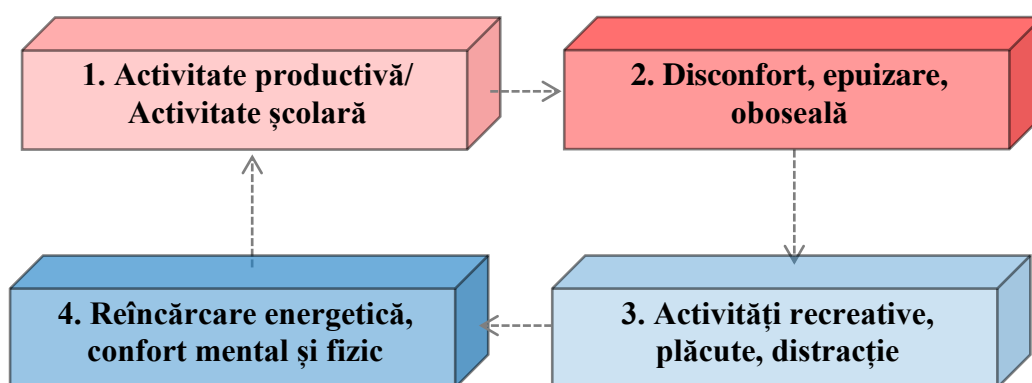 1. Activitate productivă/
Activitate școlară
2. Disconfort, epuizare,
oboseală
3. Activități recreative,
plăcute, distracție
4. Reîncărcare energetică,
confort mental și fizic